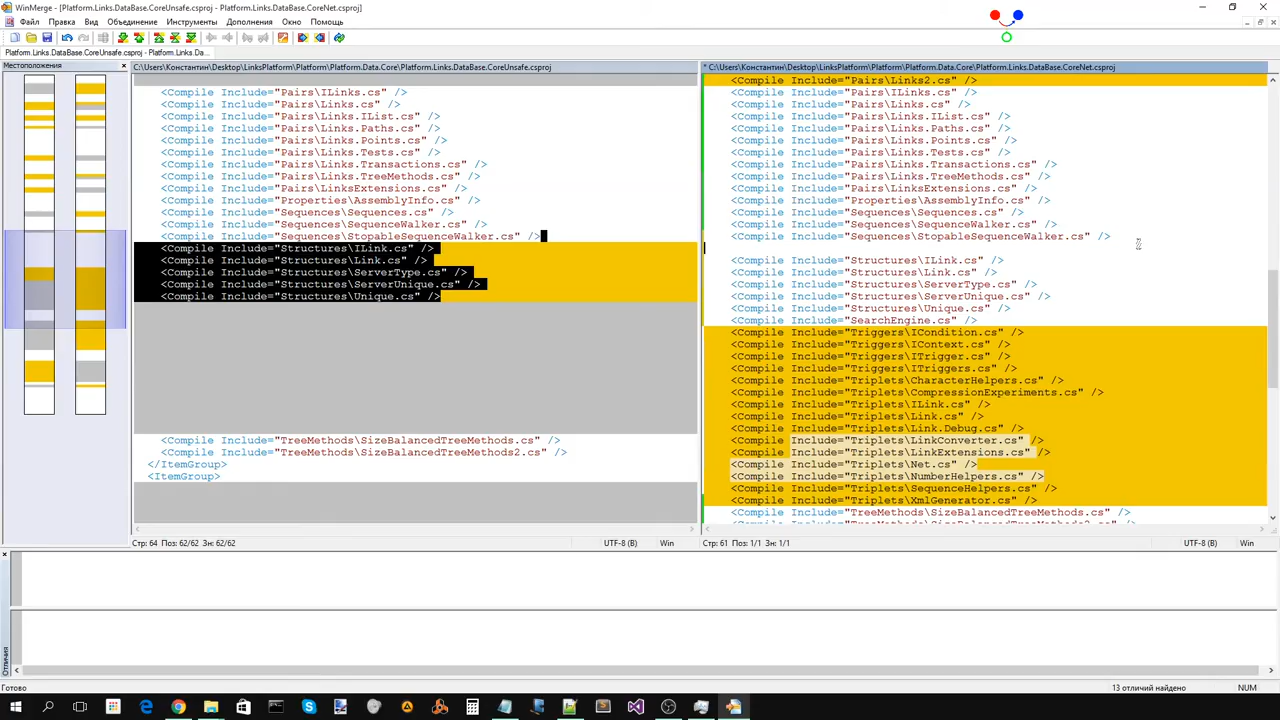 WinMerge - [Platform.Links.DataBase.CoreUnsafe.csproj - Platform.Links.DataBase.CoreNet.csproj]
Файл Правка Вид Объединение Инструменты Дополнения Окно Помощь
Platform.Links.DataBase.CoreUnsafe.csproj - Platform.Links.Da...
Местоположения
C:\Users\Константин\Desktop\LinksPlatform\Platform\Platform.Data.Core\Platform.Links.DataBase.CoreUnsafe.csproj
<Compile Include="Pairs\ILinks.cs" />
<Compile Include="Pairs\Links.cs" />
<Compile Include="Pairs\Links.IList.cs" />
<Compile Include="Pairs\Links.Paths.cs" />
<Compile Include="Pairs\Links.Points.cs" />
<Compile Include="Pairs\Links.Tests.cs" />
<Compile Include="Pairs\Links.Transactions.cs" />
<Compile Include="Pairs\Links.TreeMethods.cs" />
<Compile Include="Pairs\LinksExtensions.cs" />
<Compile Include="Properties\AssemblyInfo.cs" />
<Compile Include="Sequences\Sequences.cs" />
<Compile Include="Sequences\SequenceWalker.cs" />
<Compile Include="Sequences\StopableSequenceWalker.cs" />
<Compile Include="Structures\ILink.cs" />
<Compile Include="Structures\Link.cs" />
<Compile Include="Structures\ServerType.cs" />
<Compile Include="Structures\ServerUnique.cs" />
<Compile Include="Structures\Unique.cs" />
<Compile Include="TreeMethods\SizeBalancedTreeMethods.cs" />
<Compile Include="TreeMethods\SizeBalancedTreeMethods2.cs" />
</ItemGroup>
<ItemGroup>
Стр: 64 Поз: 62/62 Зн: 62/62
UTF-8 (B)
Win
* C:\Users\Константин\Desktop\LinksPlatform\Platform\Platform.Data.Core\Platform.Links.DataBase.CoreNet.csproj
<Compile Include="Pairs\Links2.cs" />
<Compile Include="Pairs\ILinks.cs" />
<Compile Include="Pairs\Links.cs" />
<Compile Include="Pairs\Links.IList.cs" />
<Compile Include="Pairs\Links.Paths.cs" />
<Compile Include="Pairs\Links.Points.cs" />
<Compile Include="Pairs\Links.Tests.cs" />
<Compile Include="Pairs\Links.Transactions.cs" />
<Compile Include="Pairs\Links.TreeMethods.cs" />
<Compile Include="Pairs\LinksExtensions.cs" />
<Compile Include="Properties\AssemblyInfo.cs" />
<Compile Include="Sequences\Sequences.cs" />
<Compile Include="Sequences\SequenceWalker.cs" />
<Compile Include="Sequences\StopableSequenceWalker.cs" />
<Compile Include="Structures\ILink.cs" />
<Compile Include="Structures\Link.cs" />
<Compile Include="Structures\ServerType.cs" />
<Compile Include="Structures\ServerUnique.cs" />
<Compile Include="Structures\Unique.cs" />
<Compile Include="SearchEngine.cs" />
<Compile Include="Triggers\ICondition.cs" />
<Compile Include="Triggers\IContext.cs" />
<Compile Include="Triggers\ITrigger.cs" />
<Compile Include="Triggers\ITriggers.cs" />
<Compile Include="Triplets\CharacterHelpers.cs" />
<Compile Include="Triplets\CompressionExperiments.cs" />
<Compile Include="Triplets\ILink.cs" />
<Compile Include="Triplets\Link.cs" />
<Compile Include="Triplets\Link.Debug.cs" />
<Compile Include="Triplets\LinkConverter.cs" />
<Compile Include="Triplets\LinkExtensions.cs" />
<Compile Include="Triplets\Net.cs" />
<Compile Include="Triplets\NumberHelpers.cs" />
<Compile Include="Triplets\SequenceHelpers.cs" />
<Compile Include="Triplets\XmlGenerator.cs" />
<Compile Include="TreeMethods\SizeBalancedTreeMethods.cs" />
<Compile Include="TreeMethods\SizeBalancedTreeMethods2.cs" />
Стр: 61 Поз: 1/1 Зн: 1/1
UTF-8 (B)
Win
Отличия
Готово
13 отличий найдено
NUM